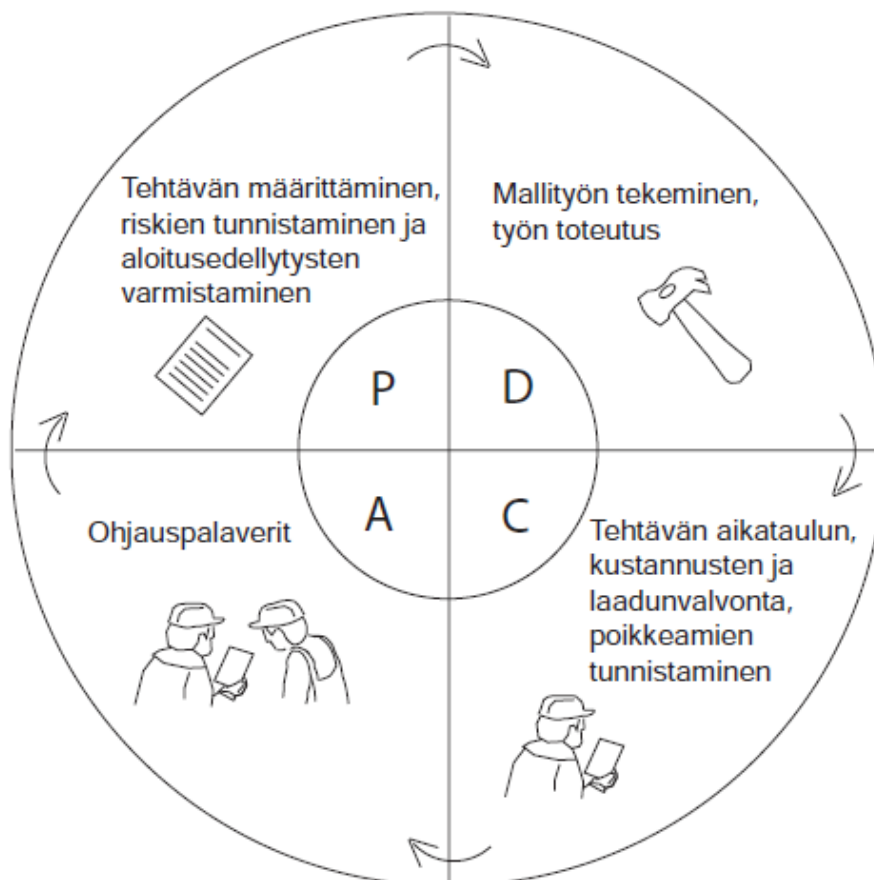 Tehtävän määrittäminen,
riskien tunnistaminen ja
aloitusedellytysten
varmistaminen
Mallityön tekeminen,
työn toteutus
P
D
A
C
Ohjauspalaverit
Tehtävän aikataulun,
kustannusten ja
laadunvalvonta,
poikkeamien
tunnistaminen